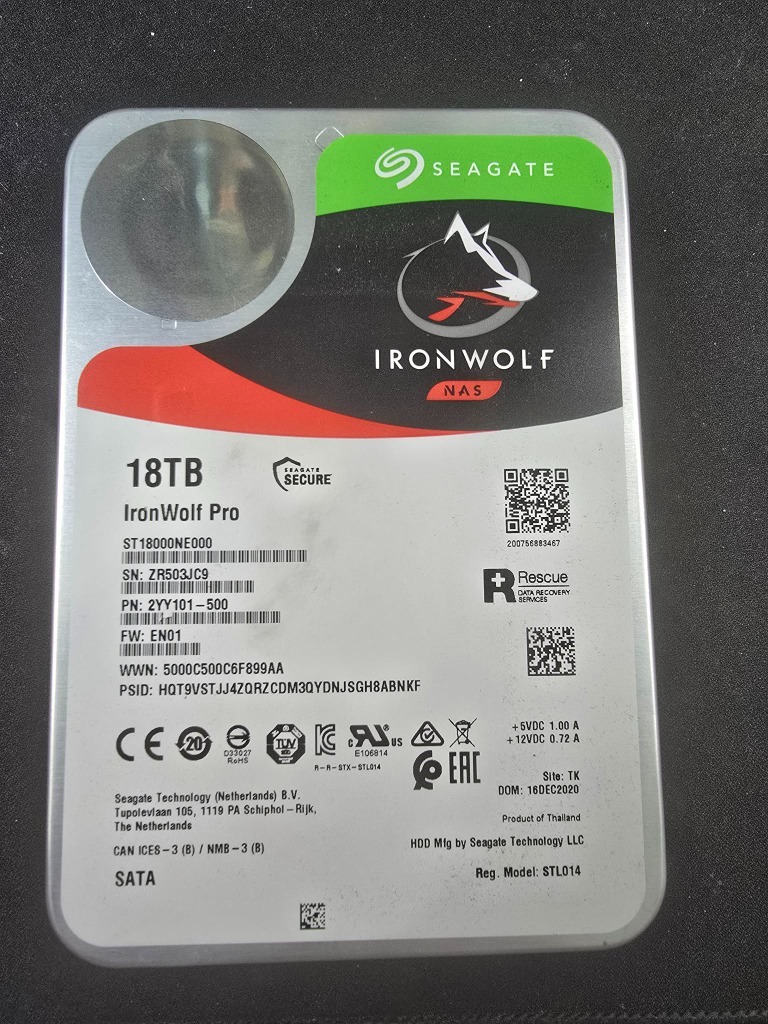 SEAGATE
IRONWOLF
NAS
18TB
SEAGATE
SECURE
IronWolf Pro
ST18000NE000
SN: ZR503JC9
PN: 2YY101-500
FW: EN01
WWN: 5000C500C6F899AA
PSID: HQT9VSTJJ4ZQRZCDM3QYDNJSGH8ABNKF
200756883467
R Rescue
DATA RECOVERY
SERVICES
CE
20
D33027
RoHS
TÜV
c RU us
E106814
R-R-STX-STL014
EAC
+5VDC 1.00 A
+12VDC 0.72 A
Site: TK
DOM: 16DEC2020
Product of Thailand
Seagate Technology (Netherlands) B.V.
Tupolevlaan 105, 1119 PA Schiphol-Rijk,
The Netherlands
CAN ICES-3 (B) / NMB-3 (B)
HDD Mfg by Seagate Technology LLC
SATA
Reg. Model: STL014